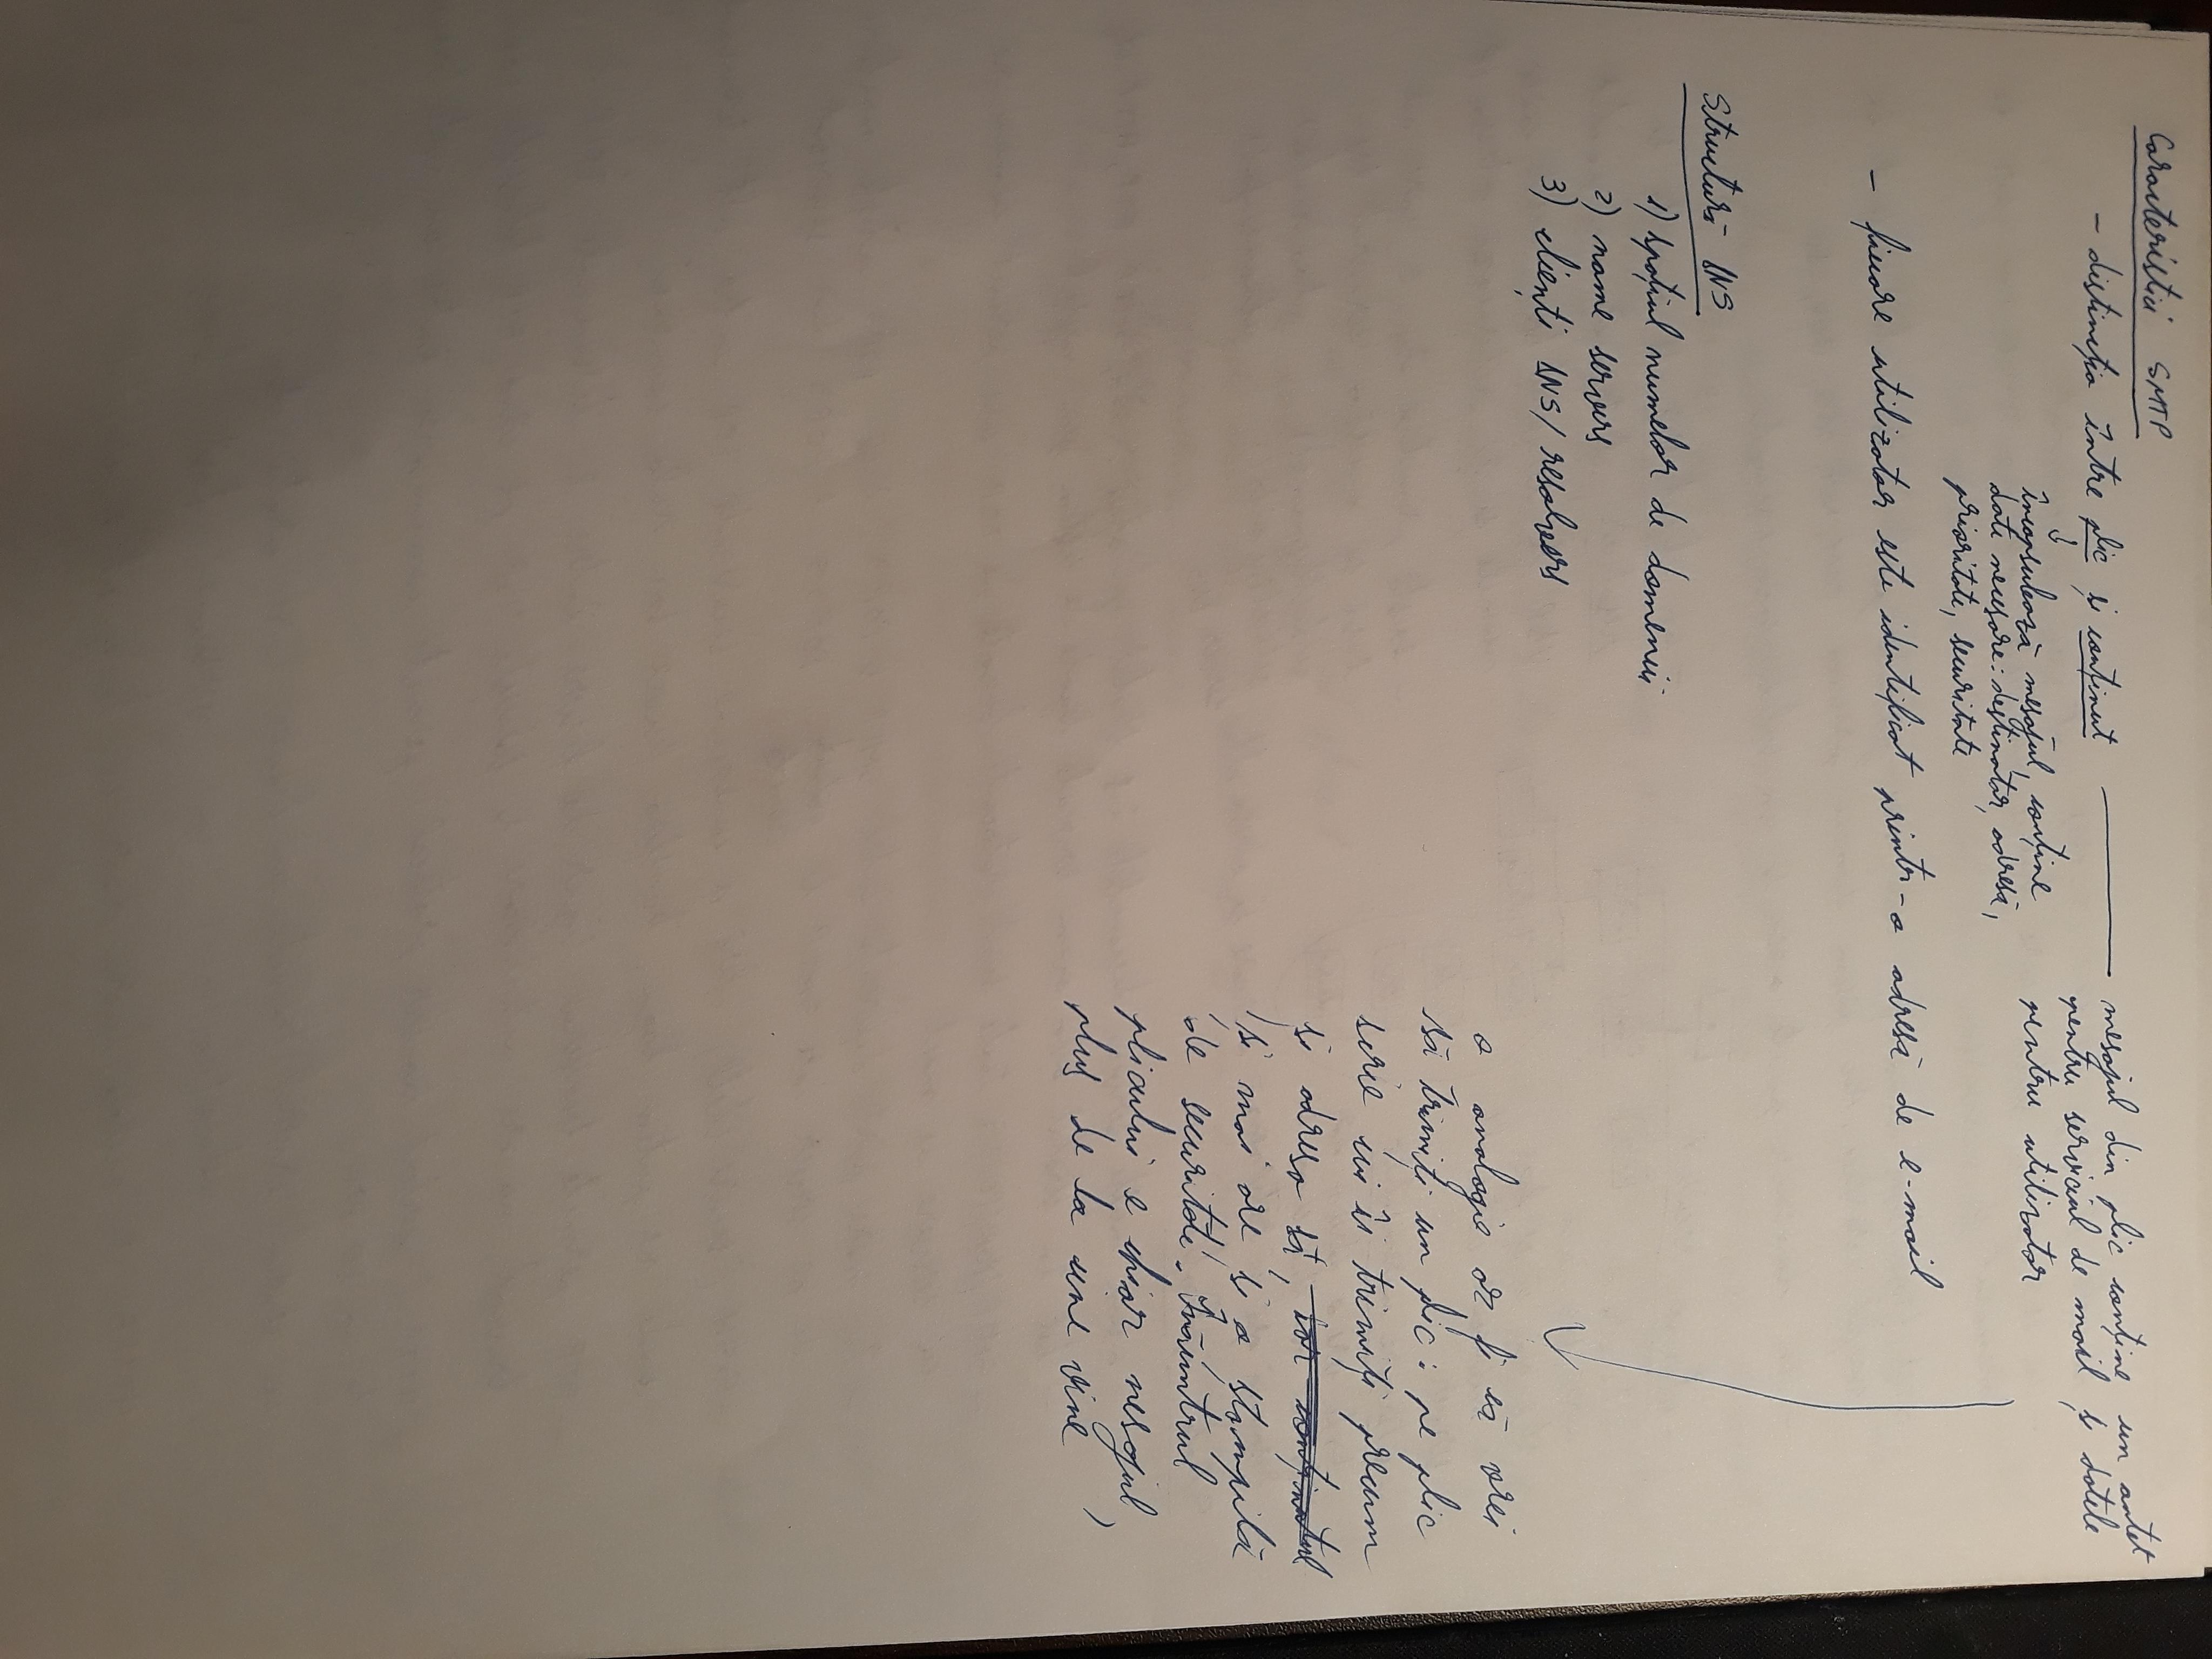 Caracteristici SMTP
- distincția între plic și conținut
încapsulează mesajul, conține
date necesare: destinatar, adresă,
prioritate, securitate
mesajul din plic conține un antet
pentru serviciul de mail și datele
pentru utilizator
- fiecare utilizator este identificat printr-o adresă de e-mail
Structură DNS
1) spațiul numelor de domenii
2) name servers
3) clienți DNS/resolvers
o analogie ar fi că vrei
să trimiți un plic: pe plic
scrie cui îi trimiți precum
și adresa sa, iar conținutul
și mai are și o ștampilă
de securitate. Înăuntrul
plicului e chiar mesajul,
plus de la cine vine